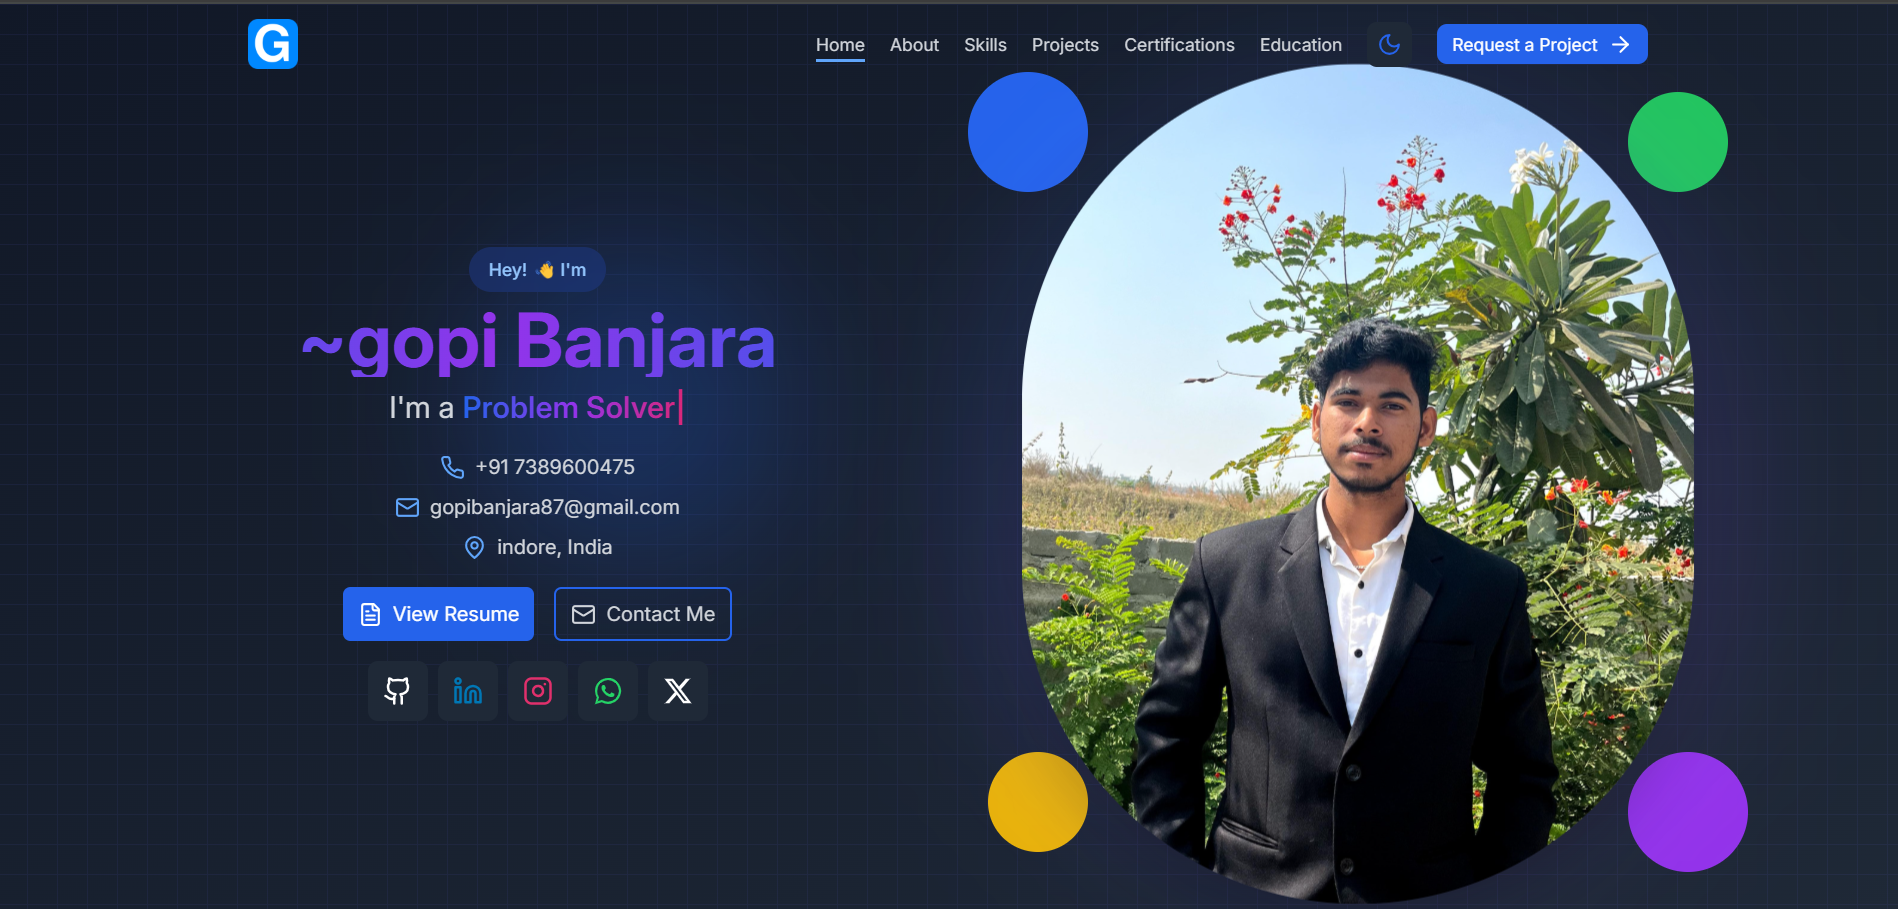 G
Home About Skills Projects Certifications Education Request a Project
Hey! 👋 I'm
~gopi Banjara
I'm a Problem Solver|
+91 7389600475
gopibanjara87@gmail.com
indore, India
View Resume Contact Me